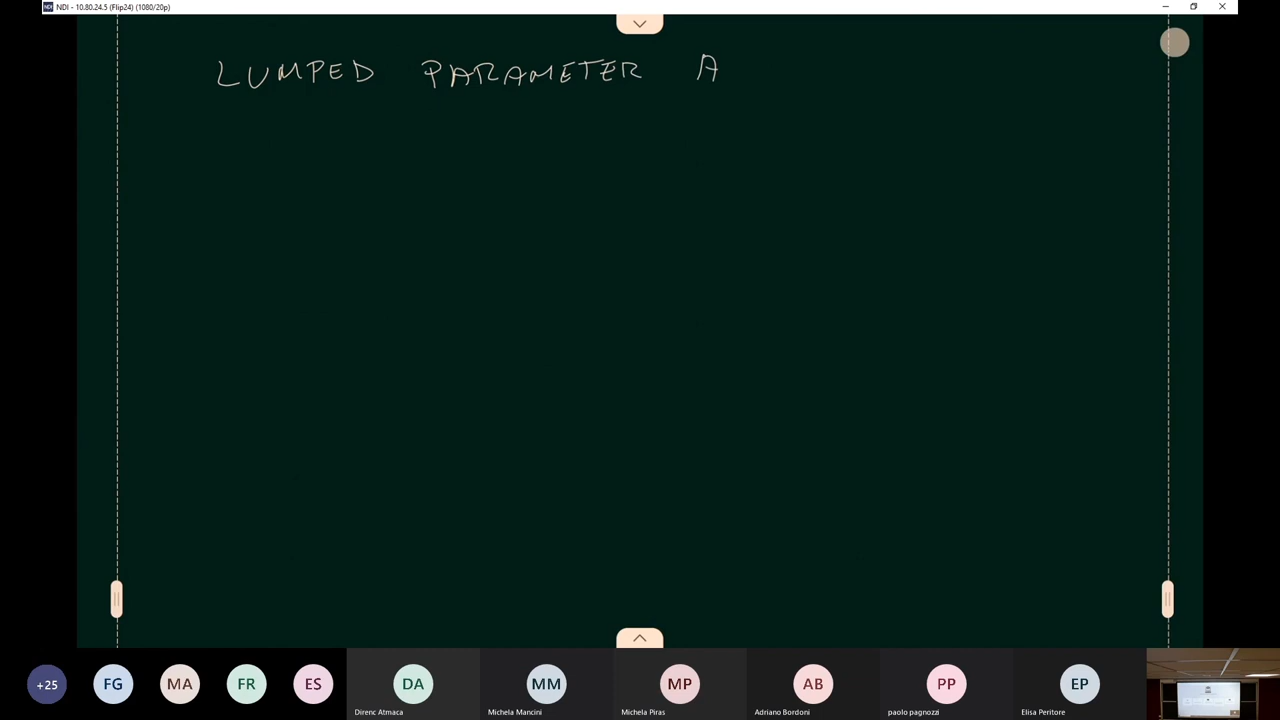 NDI - 10.80.24.5 (Flip24) (1080/20p)
LUMPED PARAMETER A
+25
FG
MA
FR
ES
DA
MM
MP
AB
PP
EP
Direnc Atmaca
Michela Mancini
Michela Piras
Adriano Bordoni
paolo pagnozzi
Elisa Peritore